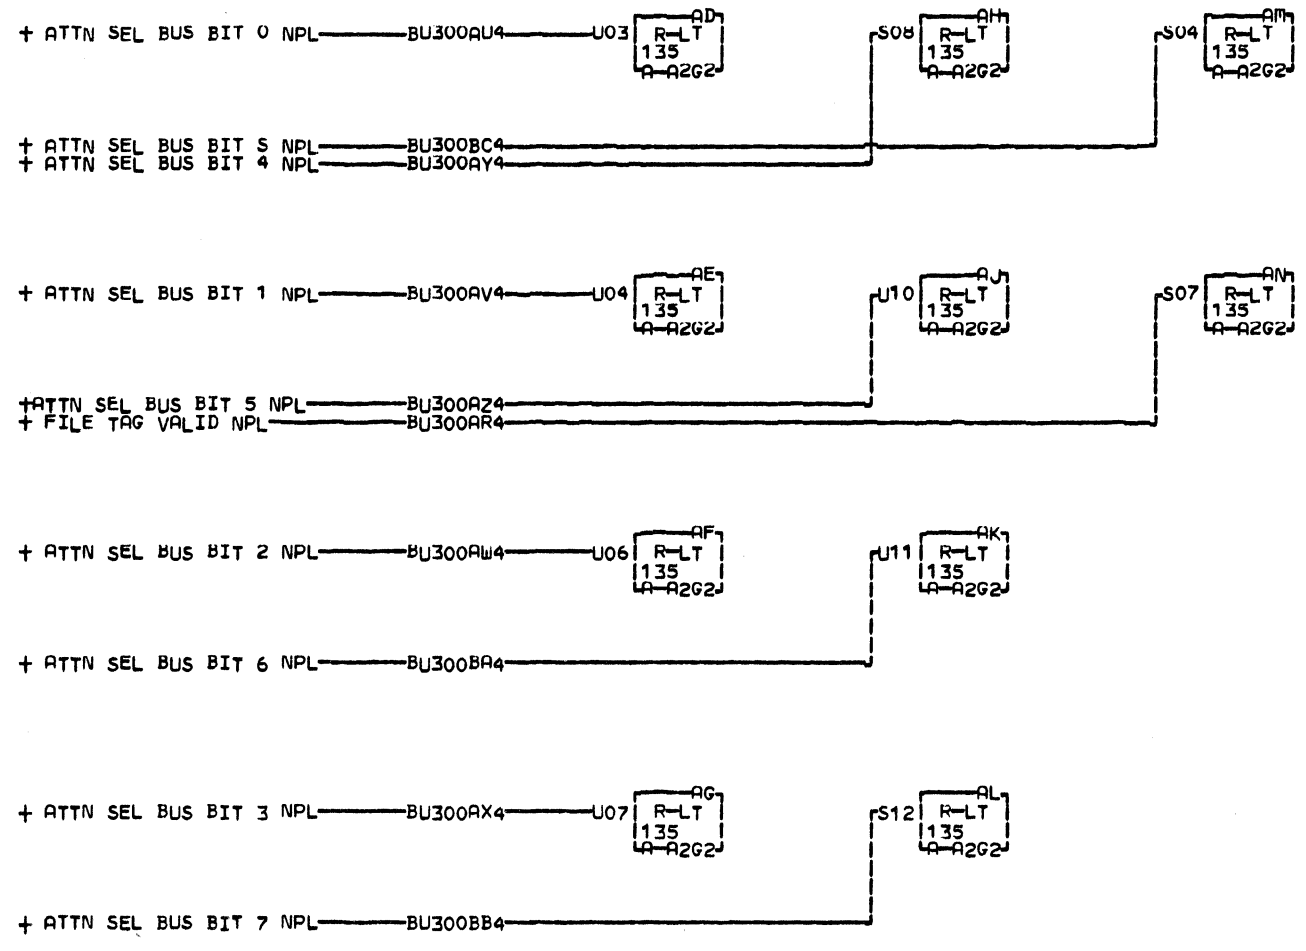 AD AH AM
+ ATTN SEL BUS BIT 0 NPL BU300AU4 U03 R LT S08 R LT S04 R LT
135 135 135
A A2G2 A A2G2 A A2G2
+ ATTN SEL BUS BIT S NPL BU300BC4
+ ATTN SEL BUS BIT 4 NPL BU300AY4
AE AJ AN
+ ATTN SEL BUS BIT 1 NPL BU300AV4 U04 R LT U10 R LT S07 R LT
135 135 135
A A2G2 A A2G2 A A2G2
+ATTN SEL BUS BIT 5 NPL BU300AZ4
+ FILE TAG VALID NPL BU300AR4
AF AK
+ ATTN SEL BUS BIT 2 NPL BU300AW4 U06 R LT U11 R LT
135 135
A A2G2 A A2G2
+ ATTN SEL BUS BIT 6 NPL BU300BA4
AG AL
+ ATTN SEL BUS BIT 3 NPL BU300AX4 U07 R LT S12 R LT
135 135
A A2G2 A A2G2
+ ATTN SEL BUS BIT 7 NPL BU300BB4